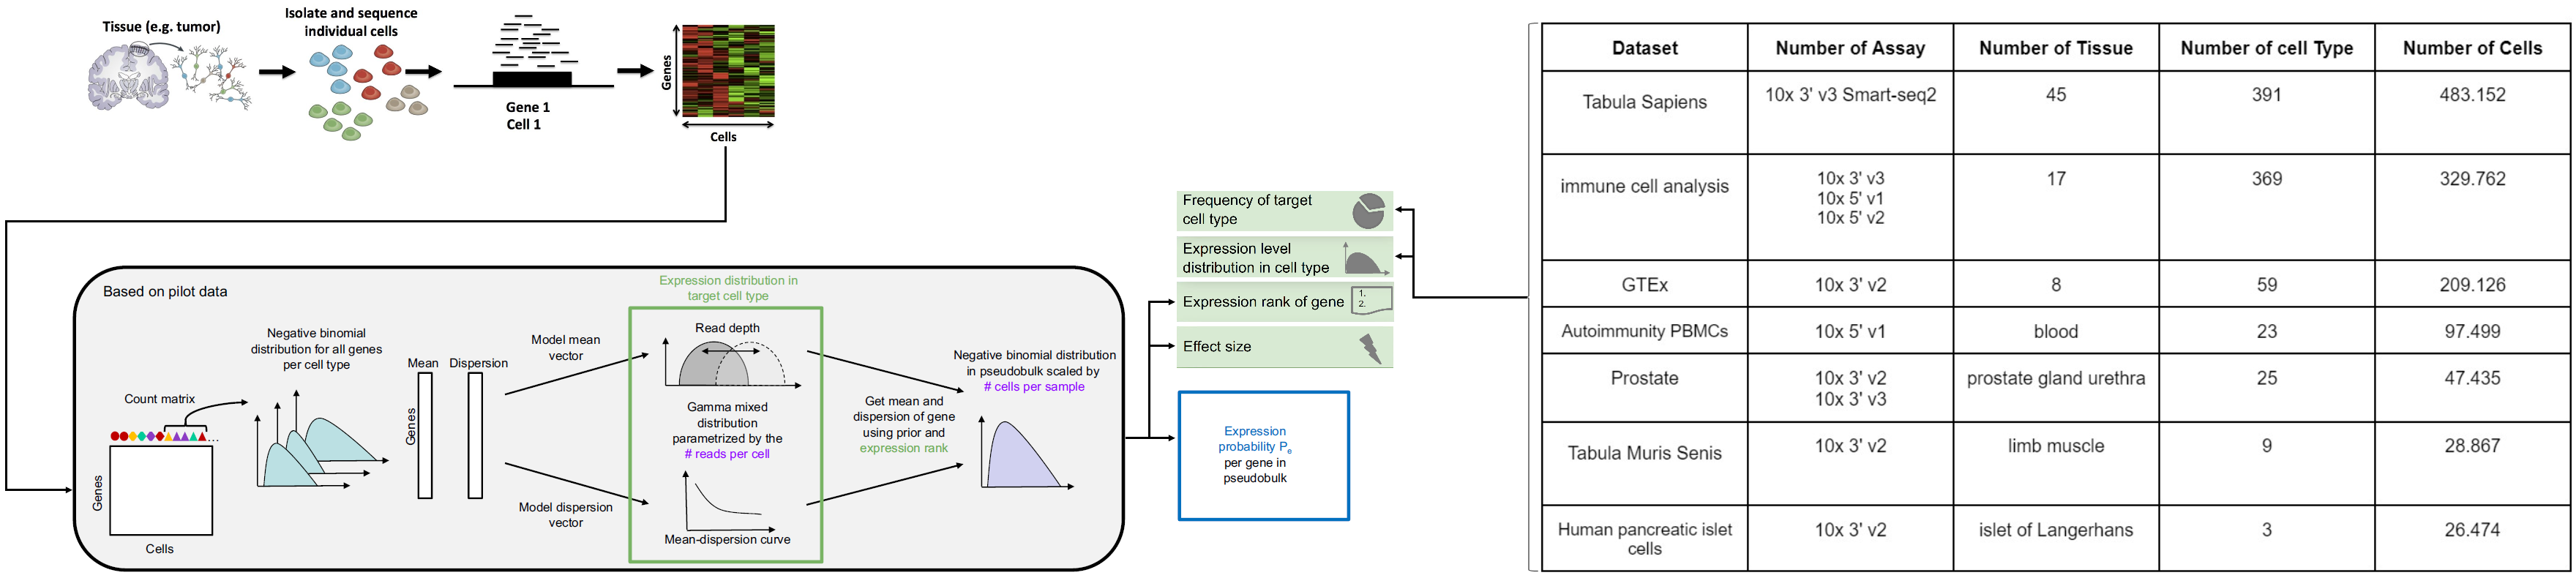 Tissue (e.g. tumor)
Isolate and sequence
individual cells
Gene 1
Cell 1
Genes
Cells
Based on pilot data
Count matrix
...
Genes
Cells
Negative binomial
distribution for all genes
per cell type
Mean
Dispersion
Genes
Model mean
vector
Model dispersion
vector
Expression distribution in
target cell type
Read depth
Gamma mixed
distribution
parametrized by the
# reads per cell
Mean-dispersion curve
Get mean and
dispersion of gene
using prior and
expression rank
Negative binomial distribution
in pseudobulk scaled by
# cells per sample
Frequency of target
cell type
Expression level
distribution in cell type
Expression rank of gene
1.
2.
Effect size
Expression
probability Pe
per gene in
pseudobulk
Dataset Number of Assay Number of Tissue Number of cell Type Number of Cells
Tabula Sapiens 10x 3' v3 Smart-seq2 45 391 483.152
immune cell analysis 10x 3' v3 17 369 329.762
10x 5' v1
10x 5' v2
GTEx 10x 3' v2 8 59 209.126
Autoimmunity PBMCs 10x 5' v1 blood 23 97.499
Prostate 10x 3' v2 prostate gland urethra 25 47.435
10x 3' v3
Tabula Muris Senis 10x 3' v2 limb muscle 9 28.867
Human pancreatic islet 10x 3' v2 islet of Langerhans 3 26.474
cells